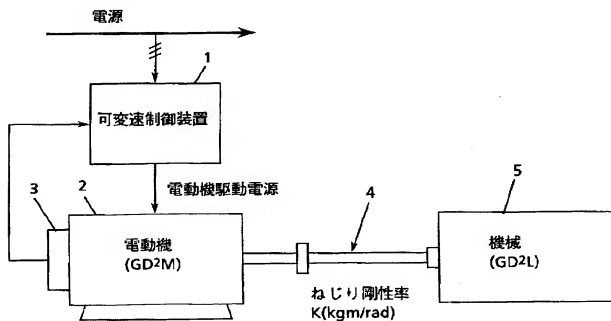 電源
1
可変速制御装置
電動機駆動電源
3
2
電動機
(GD2M)
4
ねじり剛性率
K(kgm/rad)
5
機械
(GD2L)